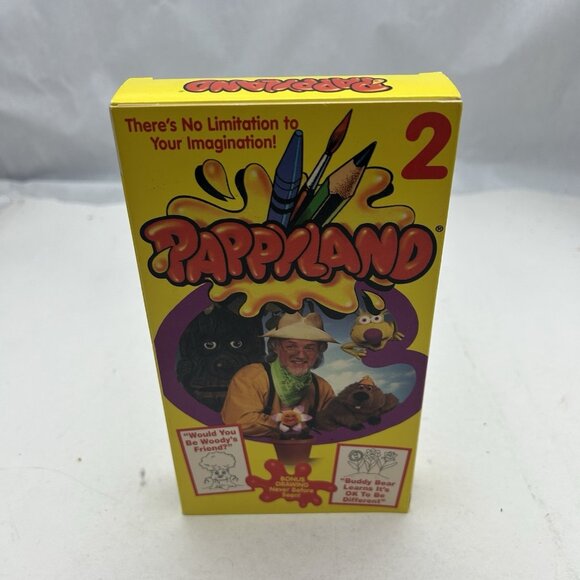 PAPPYLAND
There's No Limitation to
Your Imagination!
2
PAPPYLAND®
"Would You
Be Woody's
Friend?"
BONUS
DRAWING
Never Before
Seen!
"Buddy Bear
Learns It's
OK To Be
Different"